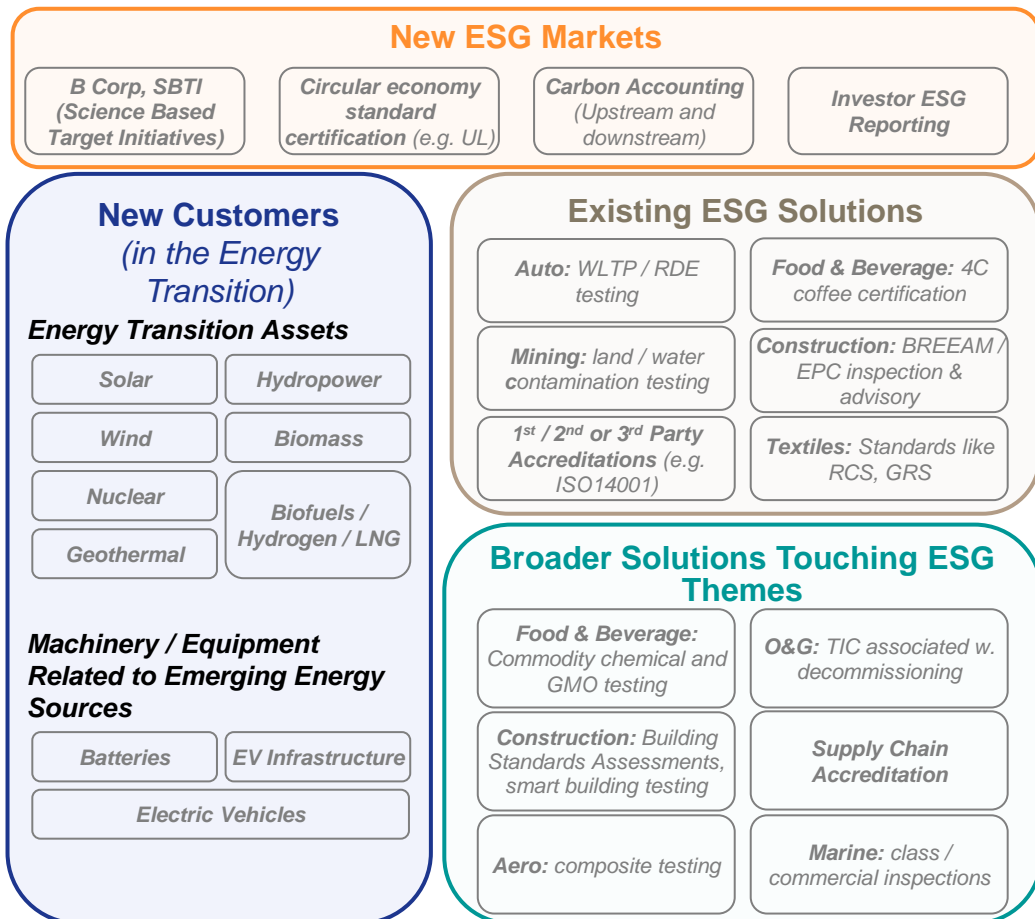 New ESG Markets
B Corp, SBTI
(Science Based
Target Initiatives)
Circular economy
standard
certification (e.g. UL)
Carbon Accounting
(Upstream and
downstream)
Investor ESG
Reporting
New Customers
(in the Energy
Transition)
Energy Transition Assets
Solar
Hydropower
Wind
Biomass
Nuclear
Biofuels /
Hydrogen / LNG
Geothermal
Machinery / Equipment
Related to Emerging Energy
Sources
Batteries
EV Infrastructure
Electric Vehicles
Existing ESG Solutions
Auto: WLTP / RDE
testing
Food & Beverage: 4C
coffee certification
Mining: land / water
contamination testing
Construction: BREEAM /
EPC inspection &
advisory
1st / 2nd or 3rd Party
Accreditations (e.g.
ISO14001)
Textiles: Standards like
RCS, GRS
Broader Solutions Touching ESG
Themes
Food & Beverage:
Commodity chemical and
GMO testing
O&G: TIC associated w.
decommissioning
Construction: Building
Standards Assessments,
smart building testing
Supply Chain
Accreditation
Aero: composite testing
Marine: class /
commercial inspections